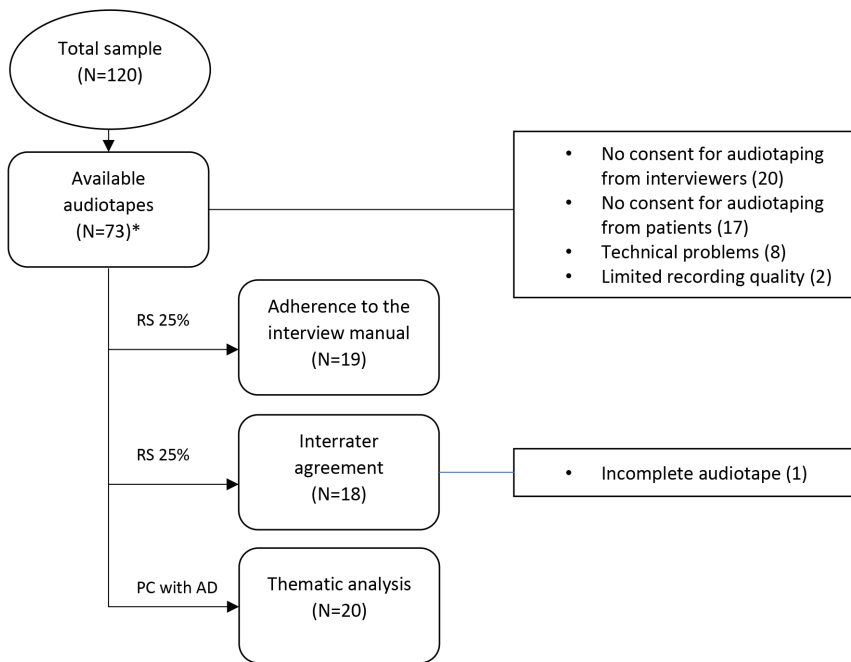 Total sample
(N=120)
Available
audiotapes
(N=73)*
• No consent for audiotaping
from interviewers (20)
• No consent for audiotaping
from patients (17)
• Technical problems (8)
• Limited recording quality (2)
RS 25%
Adherence to the
interview manual
(N=19)
RS 25%
Interrater
agreement
(N=18)
• Incomplete audiotape (1)
PC with AD
Thematic analysis
(N=20)